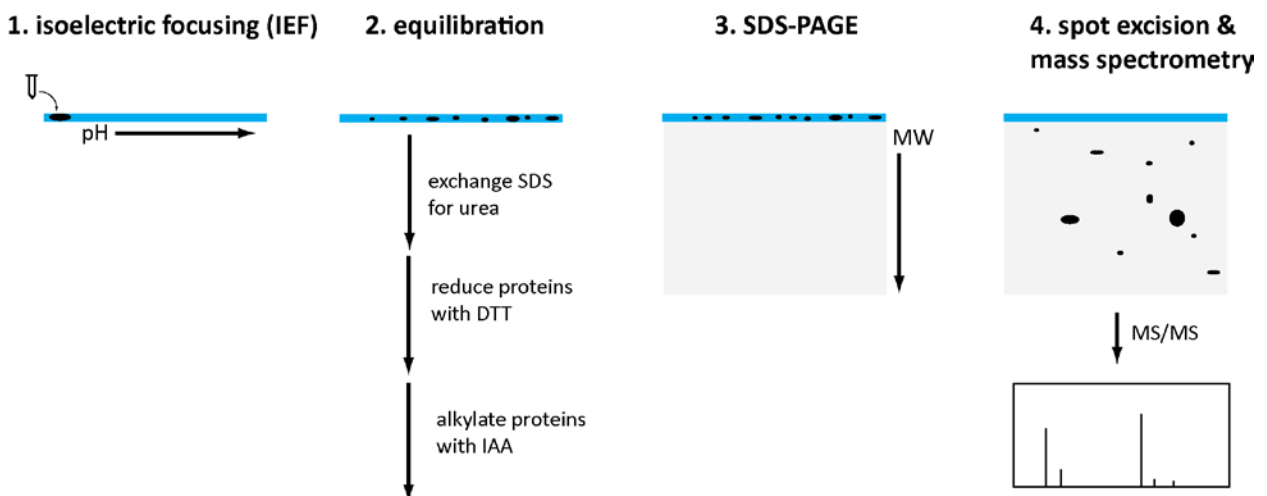 1. isoelectric focusing (IEF)
2. equilibration
3. SDS-PAGE
4. spot excision &
mass spectrometry
pH
exchange SDS
for urea
reduce proteins
with DTT
alkylate proteins
with IAA
MW
MS/MS